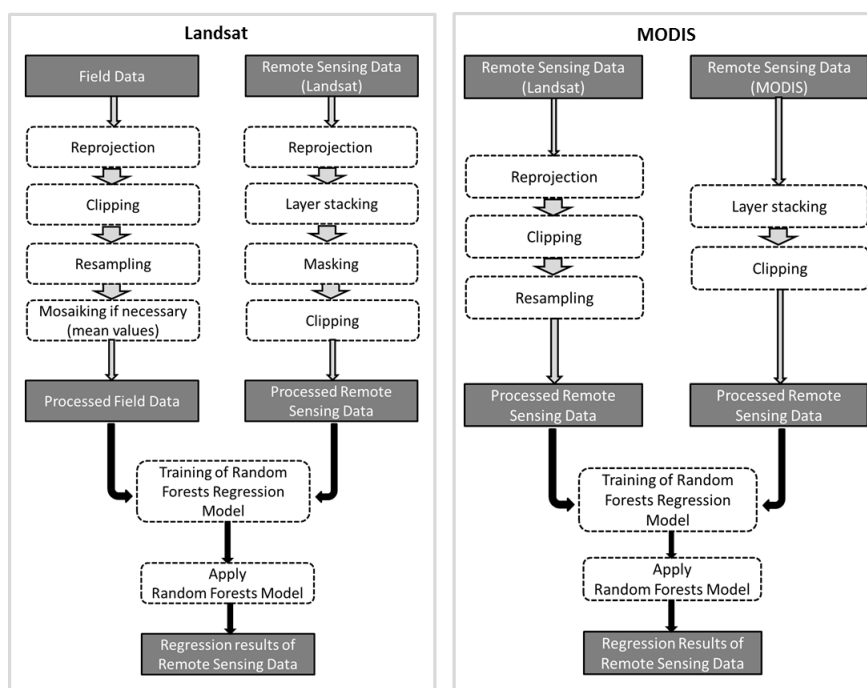 Landsat
Field Data
Remote Sensing Data
(Landsat)
Reprojection
Clipping
Resampling
Mosaiking if necessary
(mean values)
Processed Field Data
Reprojection
Layer stacking
Masking
Clipping
Processed Remote
Sensing Data
Training of Random
Forests Regression
Model
Apply
Random Forests Model
Regression results of
Remote Sensing Data
MODIS
Remote Sensing Data
(Landsat)
Remote Sensing Data
(MODIS)
Reprojection
Clipping
Resampling
Processed Remote
Sensing Data
Layer stacking
Clipping
Processed Remote
Sensing Data
Training of Random
Forests Regression
Model
Apply
Random Forests Model
Regression Results of
Remote Sensing Data